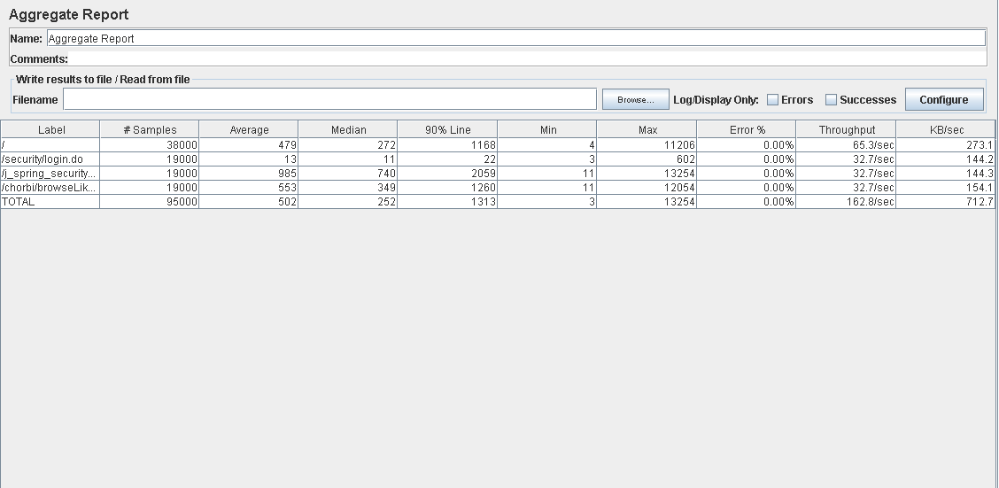 Aggregate Report
Name: Aggregate Report
Comments:
Write results to file / Read from file
Filename Browse... Log/Display Only: Errors Successes Configure
Label # Samples Average Median 90% Line Min Max Error % Throughput KB/sec
/ 38000 479 272 1168 4 11206 0.00% 65.3/sec 273.1
/security/login.do 19000 13 11 22 3 602 0.00% 32.7/sec 144.2
/j_spring_security... 19000 985 740 2059 11 13254 0.00% 32.7/sec 144.3
/chorbi/browseLik... 19000 553 349 1260 11 12054 0.00% 32.7/sec 154.1
TOTAL 95000 502 252 1313 3 13254 0.00% 162.8/sec 712.7